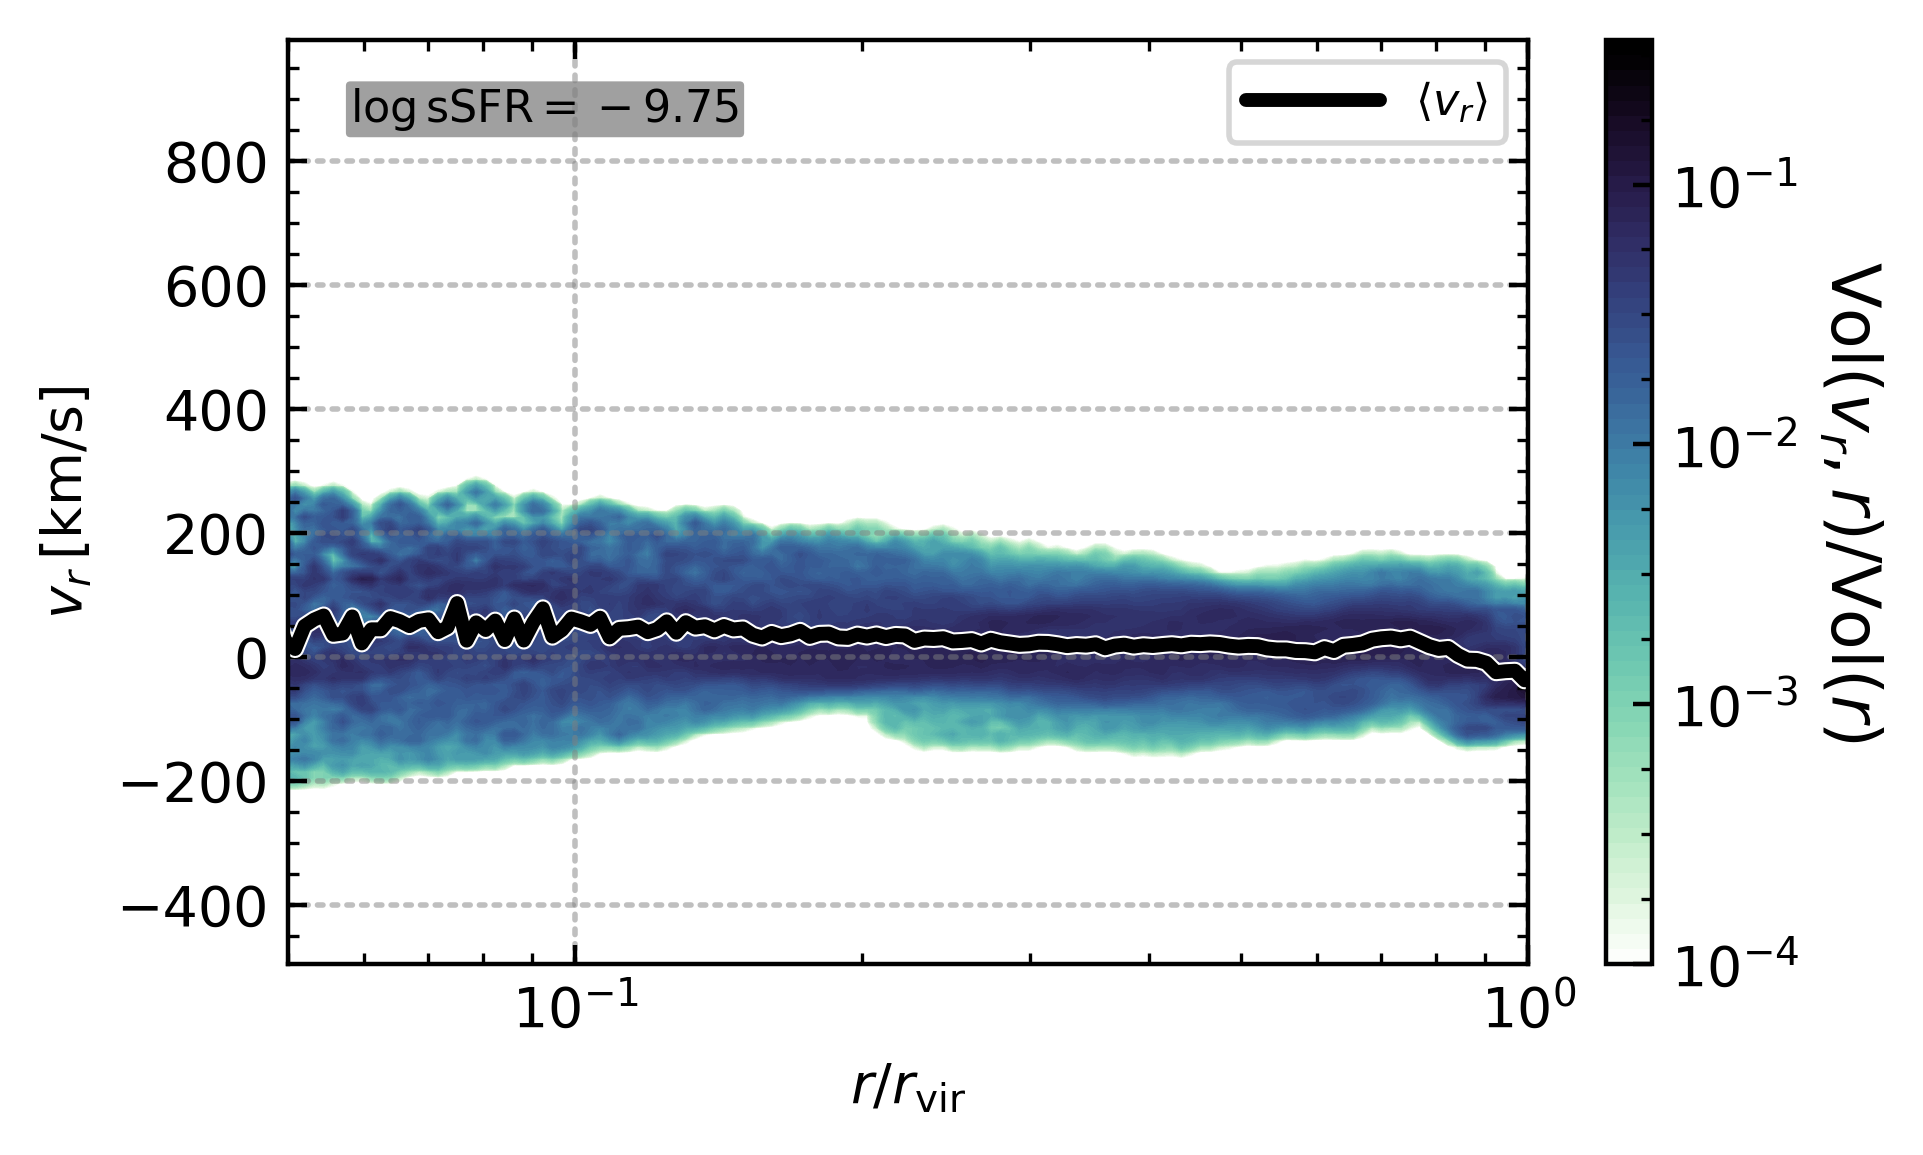 log sSFR = −9.75
⟨v_r⟩
800
600
400
200
0
−200
−400
v_r [km/s]
10^−1
10^0
r/r_vir
10^−1
10^−2
10^−3
10^−4
Vol(v_r, r)/Vol(r)